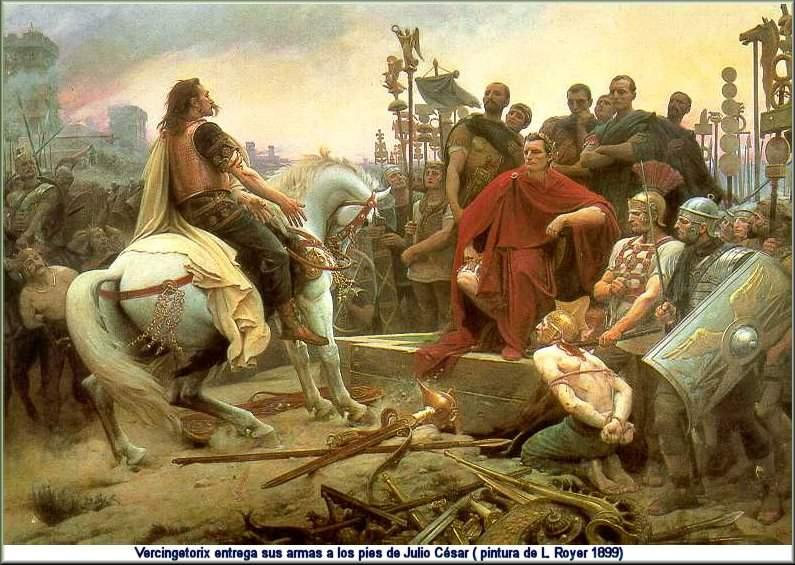 Vercingetorix entrega sus armas a los pies de Julio César ( pintura de L. Royer 1899)